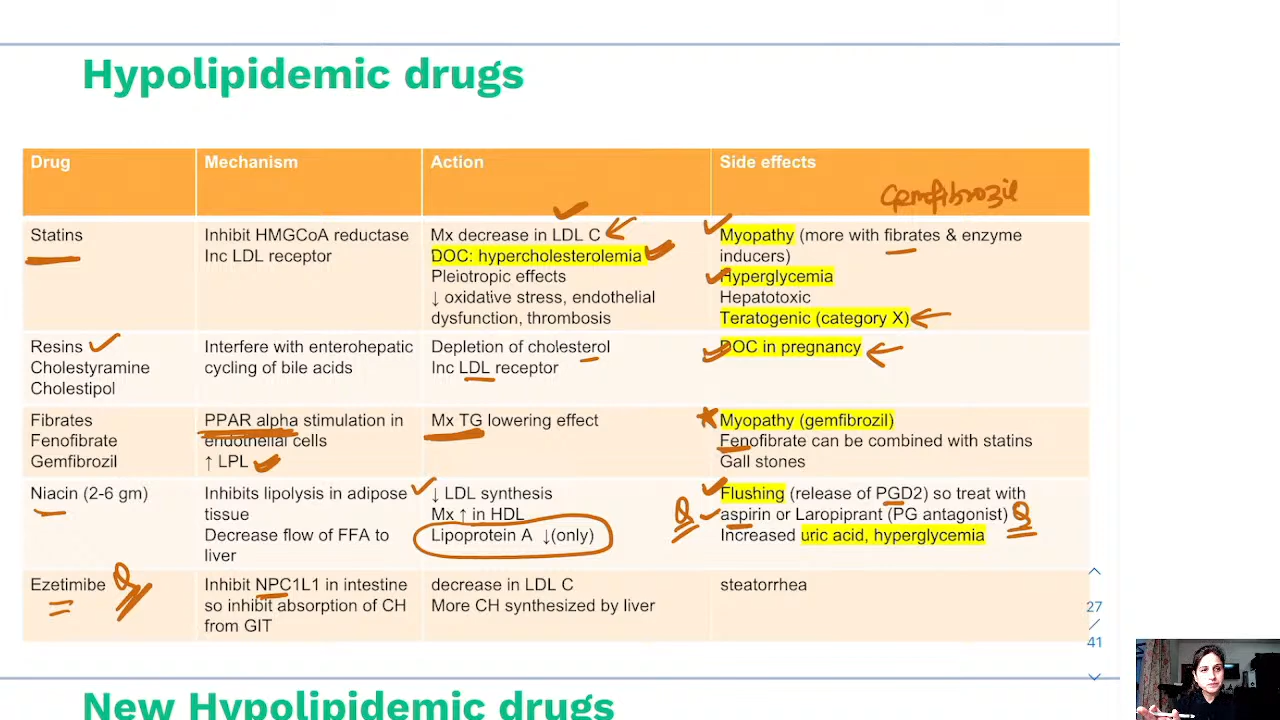 Hypolipidemic drugs
Drug
Mechanism
Action
Side effects
Gemfibrozil
Statins
Inhibit HMGCoA reductase
Inc LDL receptor
Mx decrease in LDL C
DOC: hypercholesterolemia
Pleiotropic effects
↓ oxidative stress, endothelial
dysfunction, thrombosis
Myopathy (more with fibrates & enzyme
inducers)
Hyperglycemia
Hepatotoxic
Teratogenic (category X)
Resins
Cholestyramine
Cholestipol
Interfere with enterohepatic
cycling of bile acids
Depletion of cholesterol
Inc LDL receptor
DOC in pregnancy
Fibrates
Fenofibrate
Gemfibrozil
PPAR alpha stimulation in
endothelial cells
↑ LPL
Mx TG lowering effect
Myopathy (gemfibrozil)
Fenofibrate can be combined with statins
Gall stones
Niacin (2-6 gm)
Inhibits lipolysis in adipose
tissue
Decrease flow of FFA to
liver
↓ LDL synthesis
Mx ↑ in HDL
Lipoprotein A ↓(only)
Flushing (release of PGD2) so treat with
aspirin or Laropiprant (PG antagonist)
Increased uric acid, hyperglycemia
Q
Q
Ezetimibe
Q
Inhibit NPC1L1 in intestine
so inhibit absorption of CH
from GIT
decrease in LDL C
More CH synthesized by liver
steatorrhea
27
/
41
New Hypolipidemic drugs